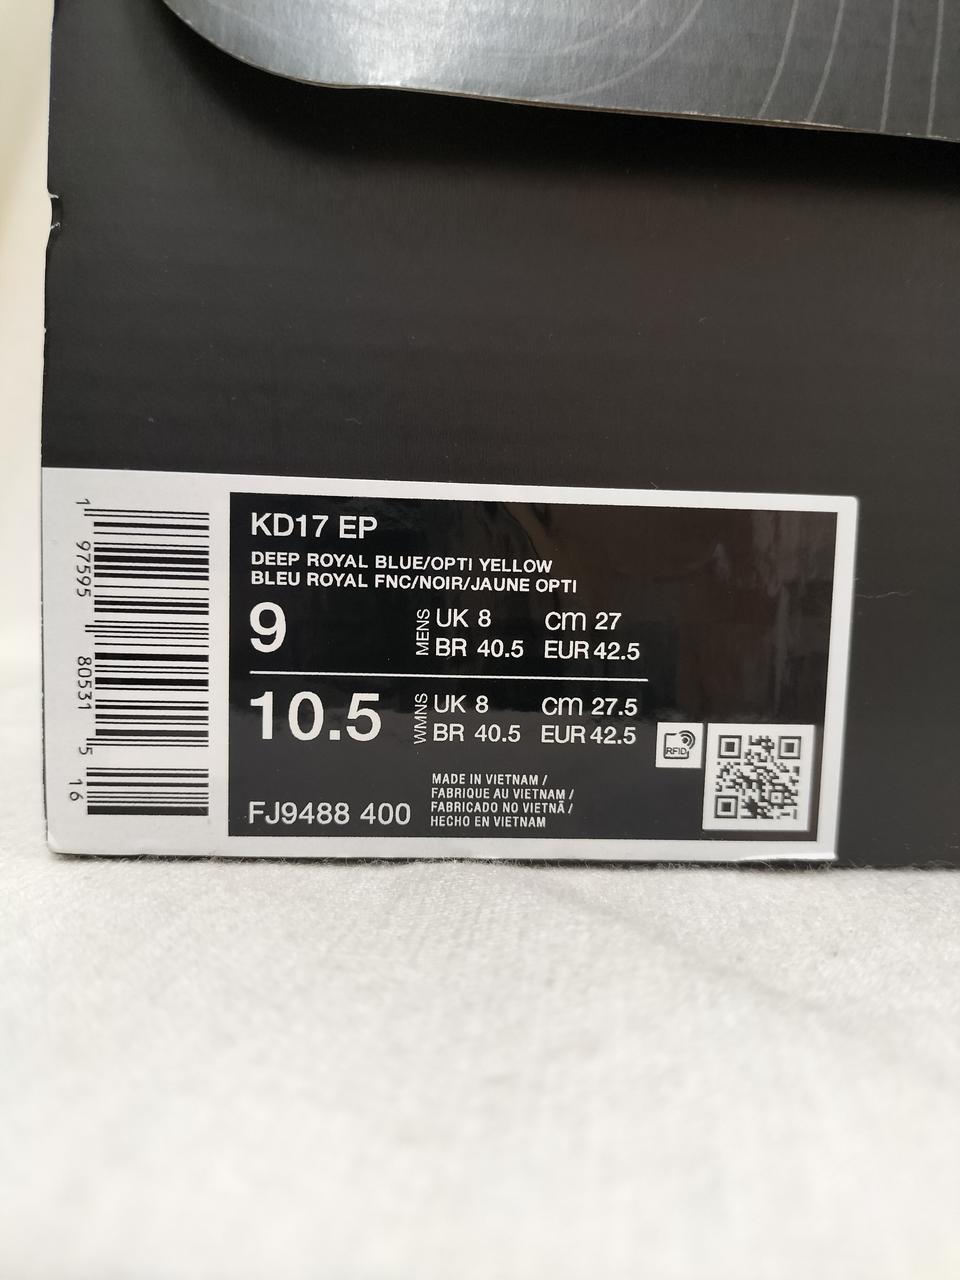 KD17 EP
DEEP ROYAL BLUE/OPTI YELLOW
BLEU ROYAL FNC/NOIR/JAUNE OPTI
9
MENS
UK 8 cm 27
BR 40.5 EUR 42.5
10.5
WMNS
UK 8 cm 27.5
BR 40.5 EUR 42.5
RFID
FJ9488 400
MADE IN VIETNAM /
FABRIQUE AU VIETNAM /
FABRICADO NO VIETNÃ /
HECHO EN VIETNAM
1 97595 80531 5 16